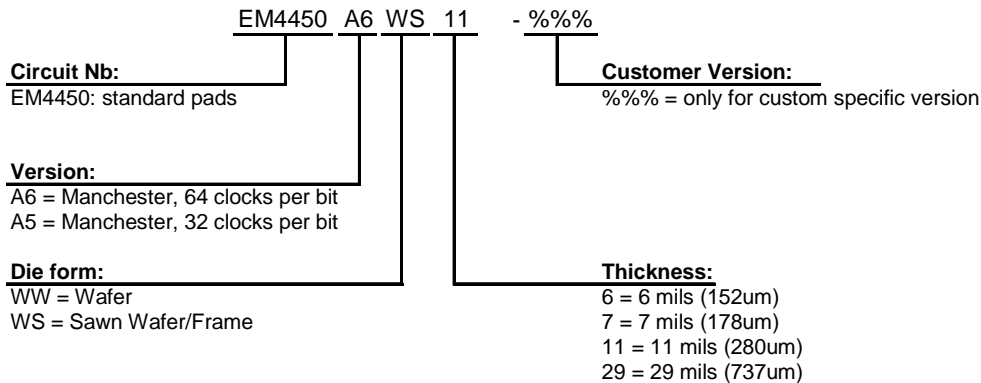 EM4450 A6 WS 11 - %%%
Circuit Nb:
EM4450: standard pads
Customer Version:
%%% = only for custom specific version
Version:
A6 = Manchester, 64 clocks per bit
A5 = Manchester, 32 clocks per bit
Die form:
WW = Wafer
WS = Sawn Wafer/Frame
Thickness:
6 = 6 mils (152um)
7 = 7 mils (178um)
11 = 11 mils (280um)
29 = 29 mils (737um)